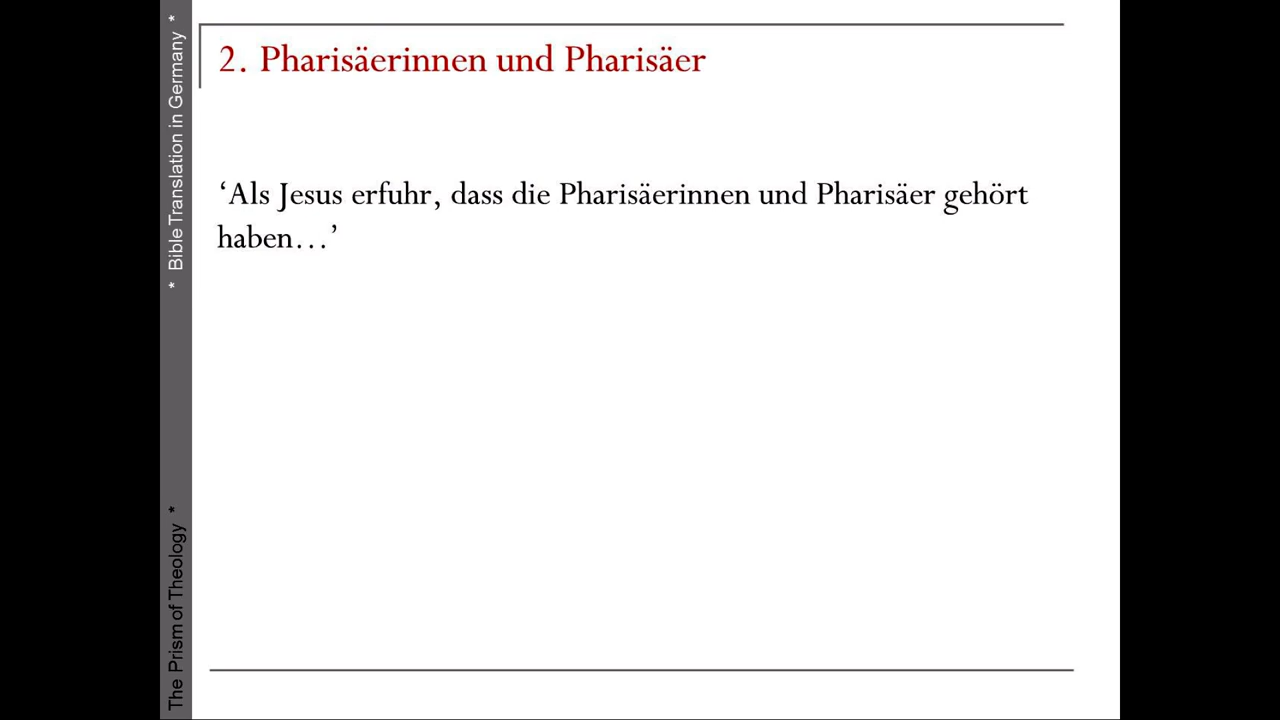 2. Pharisäerinnen und Pharisäer
‘Als Jesus erfuhr, dass die Pharisäerinnen und Pharisäer gehört
haben…’
The Prism of Theology * * Bible Translation in Germany *